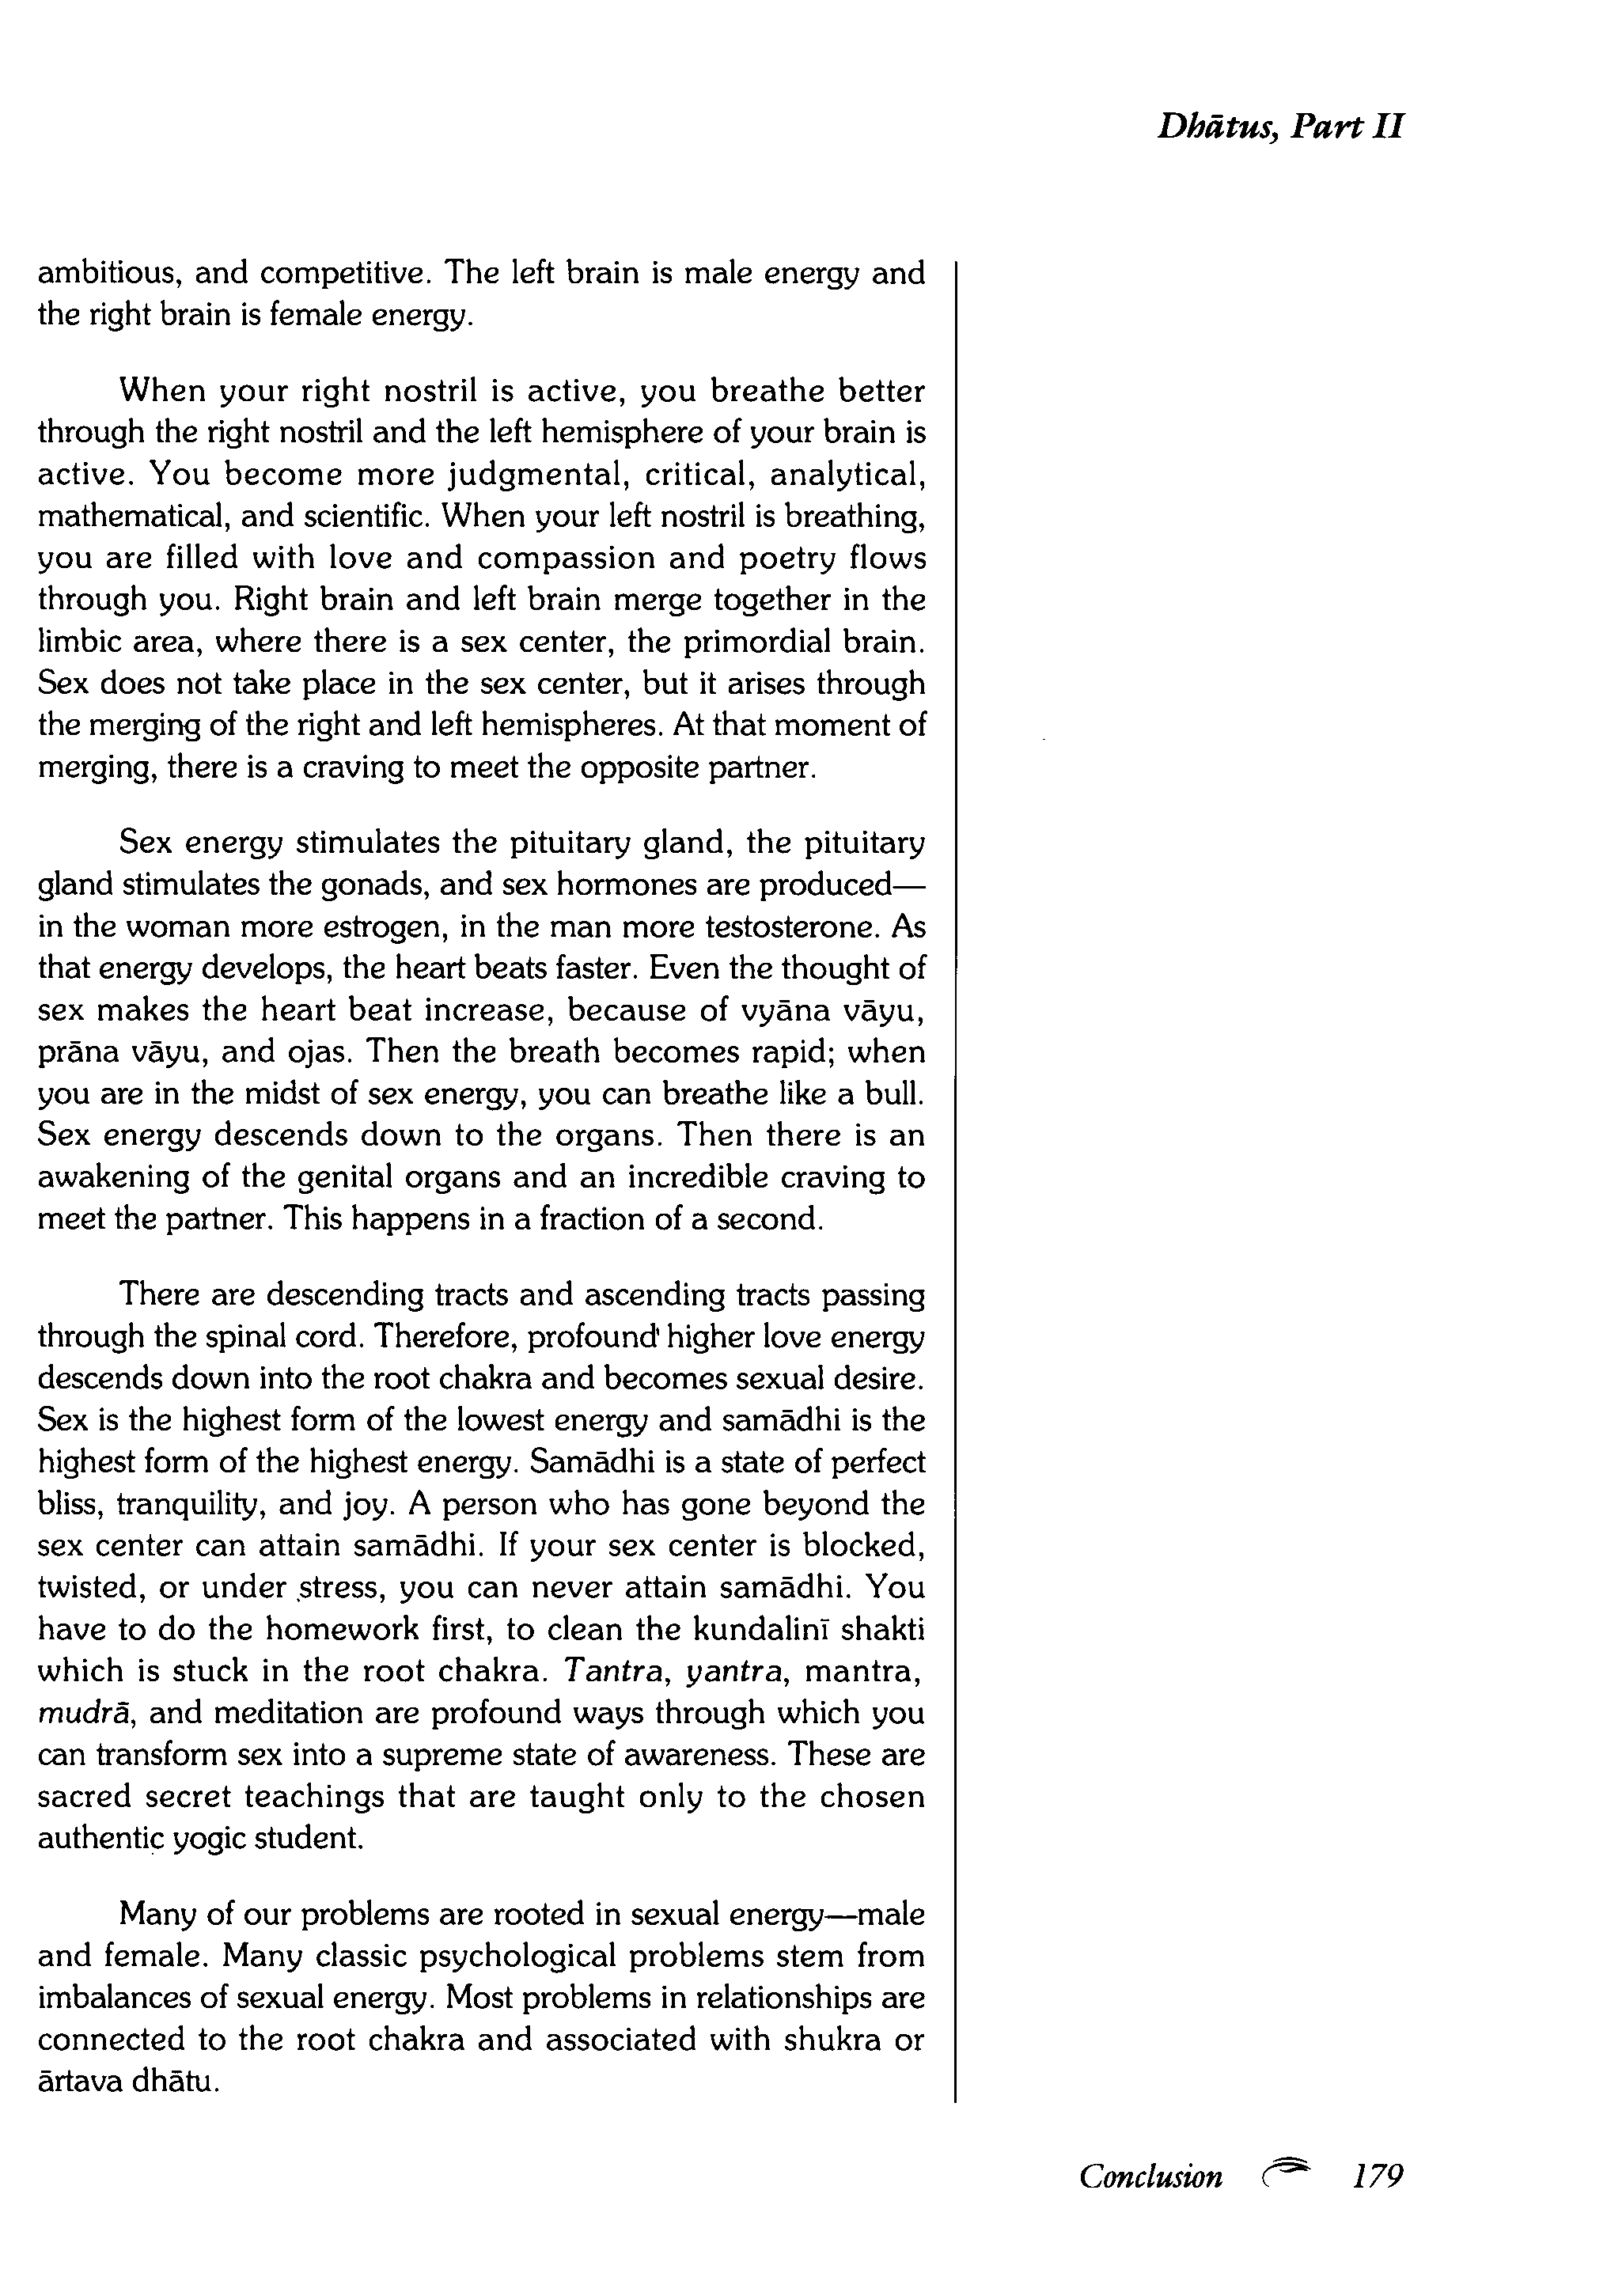 Dhātus, Part II
ambitious, and competitive. The left brain is male energy and
the right brain is female energy.
When your right nostril is active, you breathe better
through the right nostril and the left hemisphere of your brain is
active. You become more judgmental, critical, analytical,
mathematical, and scientific. When your left nostril is breathing,
you are filled with love and compassion and poetry flows
through you. Right brain and left brain merge together in the
limbic area, where there is a sex center, the primordial brain.
Sex does not take place in the sex center, but it arises through
the merging of the right and left hemispheres. At that moment of
merging, there is a craving to meet the opposite partner.
Sex energy stimulates the pituitary gland, the pituitary
gland stimulates the gonads, and sex hormones are produced—
in the woman more estrogen, in the man more testosterone. As
that energy develops, the heart beats faster. Even the thought of
sex makes the heart beat increase, because of vyāna vāyu,
prāna vāyu, and ojas. Then the breath becomes rapid; when
you are in the midst of sex energy, you can breathe like a bull.
Sex energy descends down to the organs. Then there is an
awakening of the genital organs and an incredible craving to
meet the partner. This happens in a fraction of a second.
There are descending tracts and ascending tracts passing
through the spinal cord. Therefore, profound higher love energy
descends down into the root chakra and becomes sexual desire.
Sex is the highest form of the lowest energy and samādhi is the
highest form of the highest energy. Samādhi is a state of perfect
bliss, tranquility, and joy. A person who has gone beyond the
sex center can attain samādhi. If your sex center is blocked,
twisted, or under stress, you can never attain samādhi. You
have to do the homework first, to clean the kundalinī shakti
which is stuck in the root chakra. Tantra, yantra, mantra,
mudrā, and meditation are profound ways through which you
can transform sex into a supreme state of awareness. These are
sacred secret teachings that are taught only to the chosen
authentic yogic student.
Many of our problems are rooted in sexual energy—male
and female. Many classic psychological problems stem from
imbalances of sexual energy. Most problems in relationships are
connected to the root chakra and associated with shukra or
ārtava dhātu.
Conclusion 179